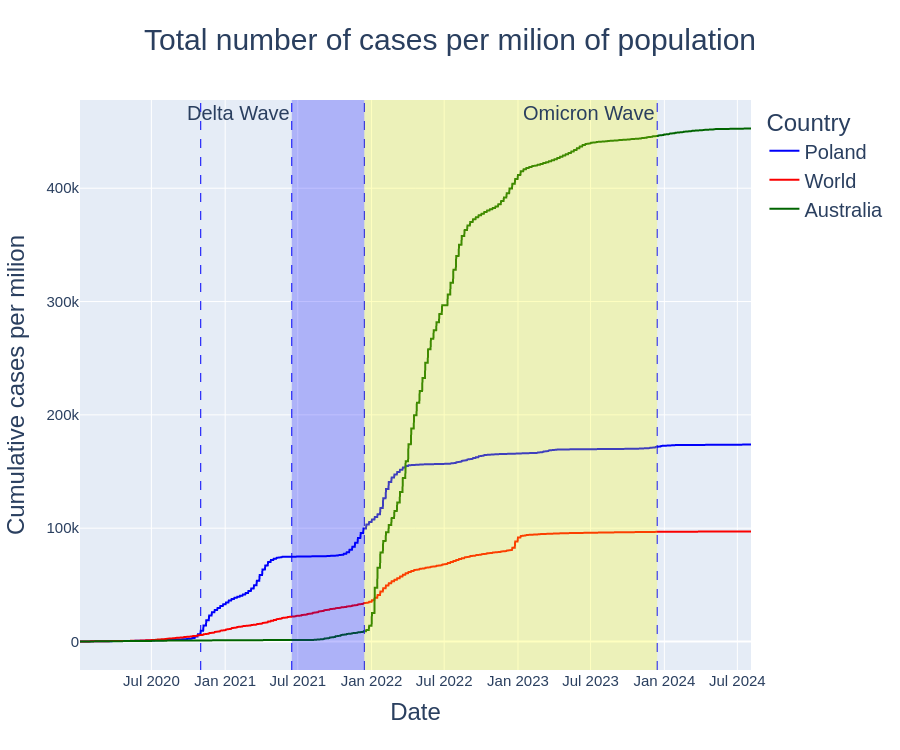 Total number of cases per milion of population
Delta Wave
Omicron Wave
Country
Poland
World
Australia
Cumulative cases per milion
400k
300k
200k
100k
0
Jul 2020
Jan 2021
Jul 2021
Jan 2022
Jul 2022
Jan 2023
Jul 2023
Jan 2024
Jul 2024
Date